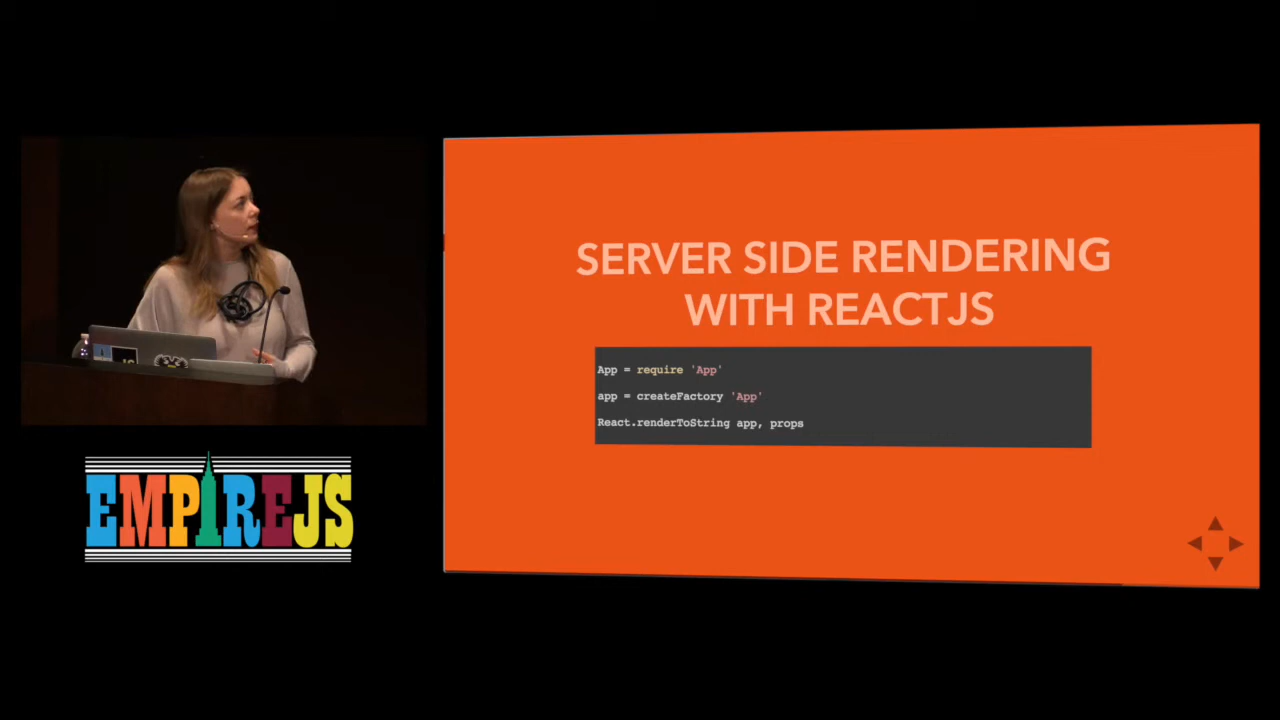 SERVER SIDE RENDERING
WITH REACTJS
App = require 'App'
app = createFactory 'App'
React.renderToString app, props
EMPIREJS